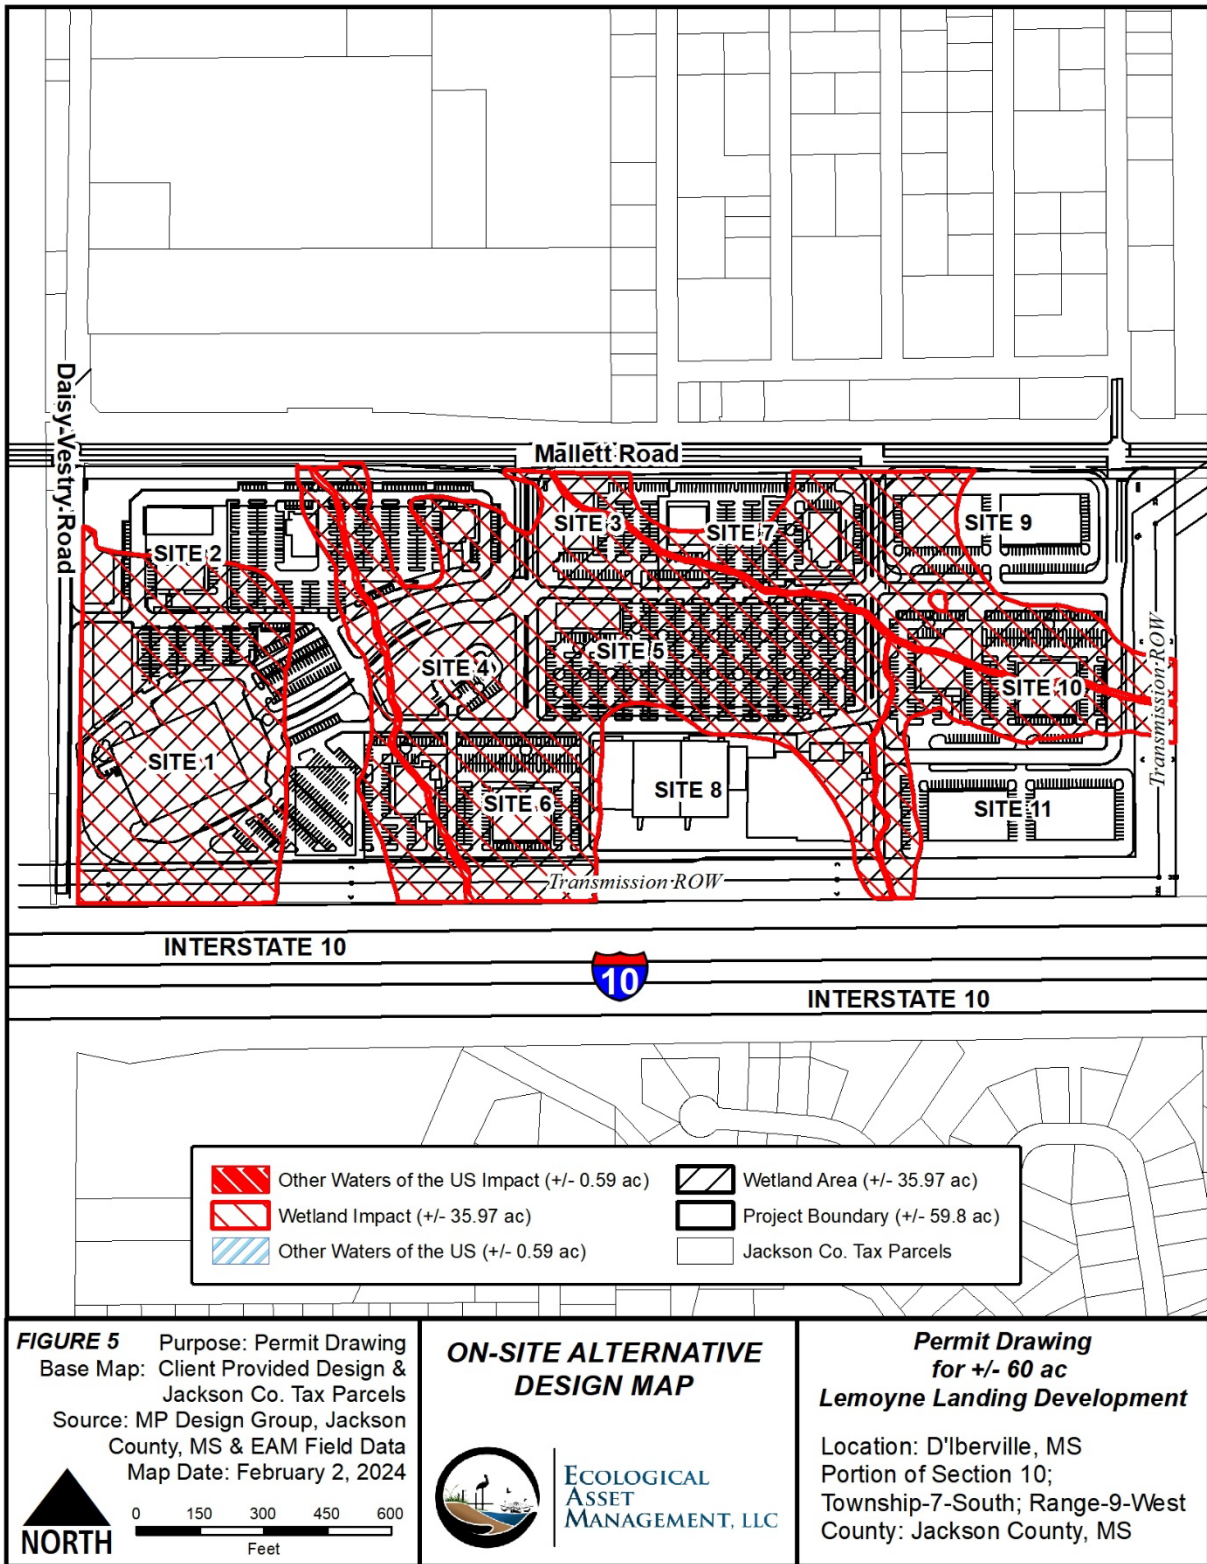 Mallett Road
Daisy-Vestry Road
SITE 2
SITE 3
SITE 7
SITE 9
SITE 4
SITE 5
SITE 10
SITE 1
SITE 6
SITE 8
SITE 11
Transmission ROW
Transmission ROW
INTERSTATE 10
10
INTERSTATE 10
Other Waters of the US Impact (+/- 0.59 ac)
Wetland Impact (+/- 35.97 ac)
Other Waters of the US (+/- 0.59 ac)
Wetland Area (+/- 35.97 ac)
Project Boundary (+/- 59.8 ac)
Jackson Co. Tax Parcels
FIGURE 5 Purpose: Permit Drawing
Base Map: Client Provided Design &
Jackson Co. Tax Parcels
Source: MP Design Group, Jackson
County, MS & EAM Field Data
Map Date: February 2, 2024
NORTH
0 150 300 450 600
Feet
ON-SITE ALTERNATIVE
DESIGN MAP
ECOLOGICAL
ASSET
MANAGEMENT, LLC
Permit Drawing
for +/- 60 ac
Lemoyne Landing Development
Location: D'Iberville, MS
Portion of Section 10;
Township-7-South; Range-9-West
County: Jackson County, MS